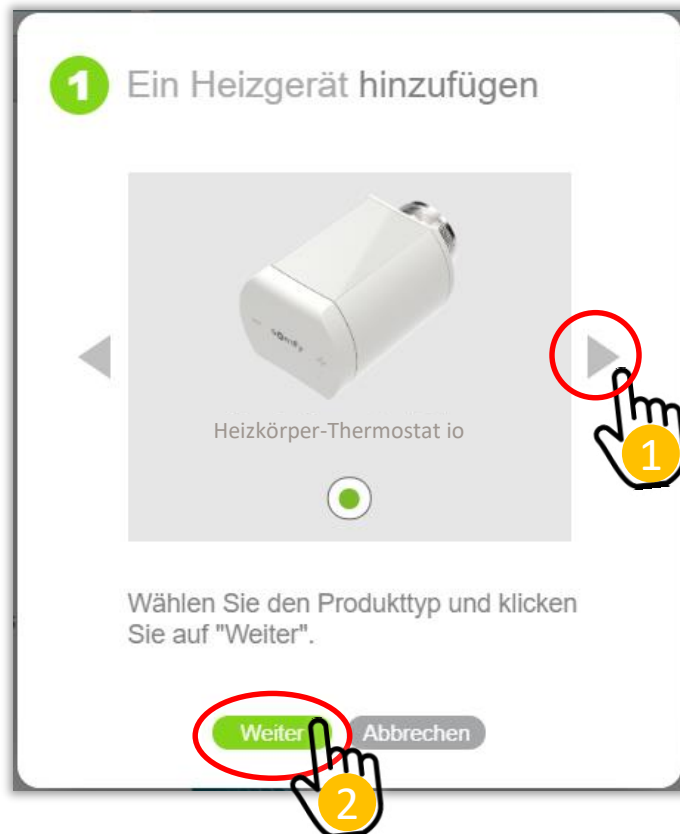 1 Ein Heizgerät hinzufügen
somfy
Heizkörper-Thermostat io
1
Wählen Sie den Produkttyp und klicken
Sie auf "Weiter".
Weiter Abbrechen
2